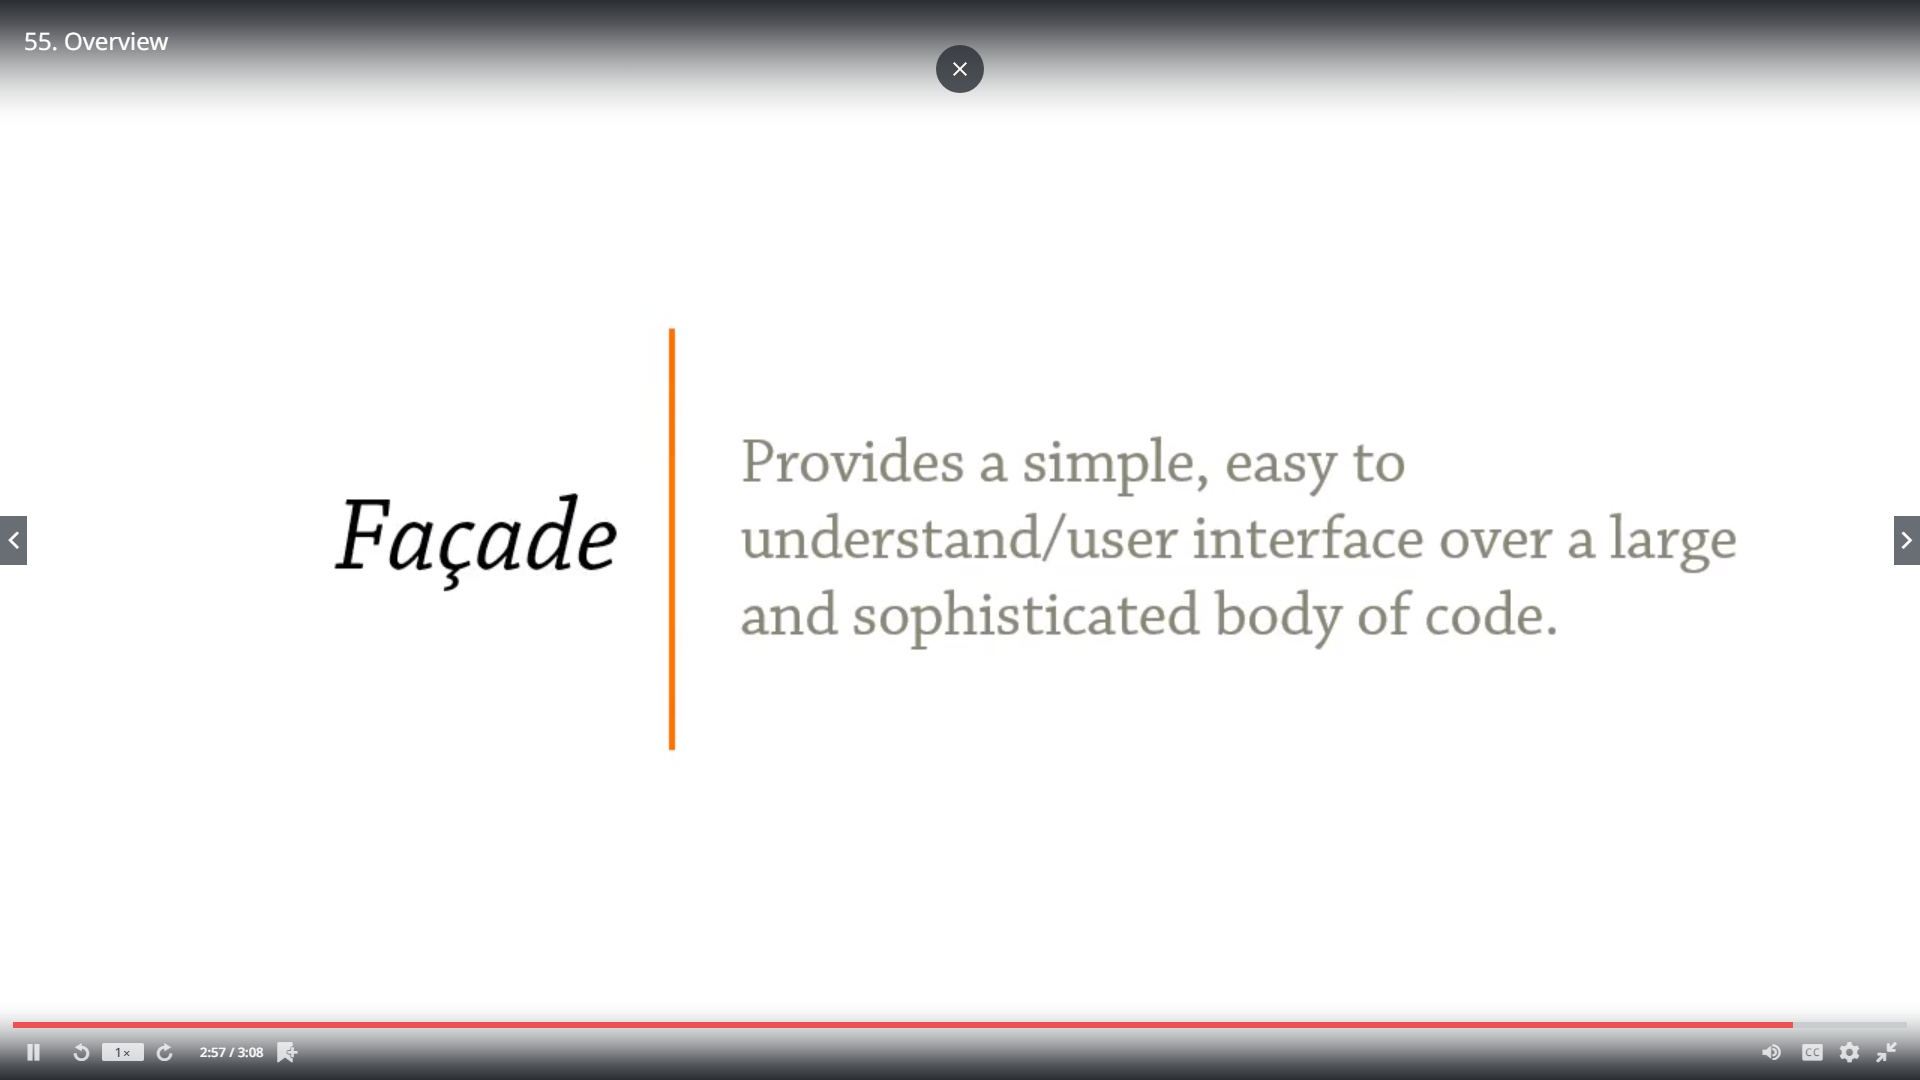 55. Overview
Façade
Provides a simple, easy to
understand/user interface over a large
and sophisticated body of code.
1×
2:57 / 3:08
CC